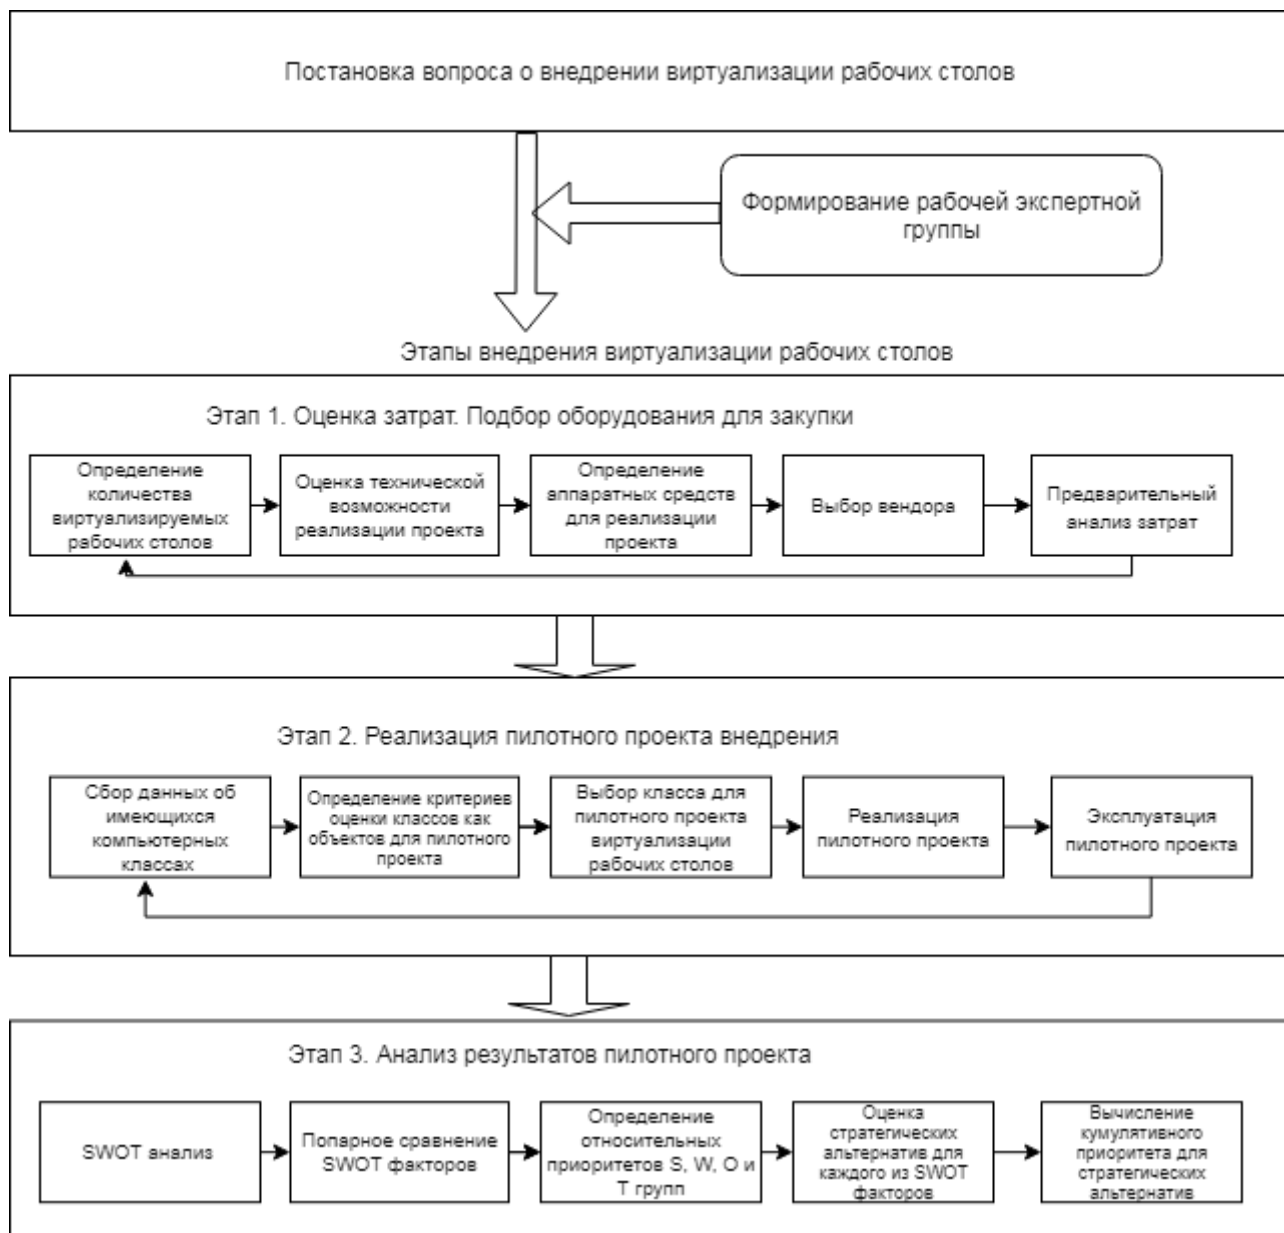 Постановка вопроса о внедрении виртуализации рабочих столов
Формирование рабочей экспертной
группы
Этапы внедрения виртуализации рабочих столов
Этап 1. Оценка затрат. Подбор оборудования для закупки
Определение
количества
виртуализируемых
рабочих столов
Оценка технической
возможности
реализации проекта
Определение
аппаратных средств
для реализации
проекта
Выбор вендора
Предварительный
анализ затрат
Этап 2. Реализация пилотного проекта внедрения
Сбор данных об
имеющихся
компьютерных
классах
Определение критериев
оценки классов как
объектов для пилотного
проекта
Выбор класса для
пилотного проекта
виртуализации
рабочих столов
Реализация
пилотного проекта
Эксплуатация
пилотного проекта
Этап 3. Анализ результатов пилотного проекта
SWOT анализ
Попарное сравнение
SWOT факторов
Определение
относительных
приоритетов S, W, O и
T групп
Оценка
стратегических
альтернатив для
каждого из SWOT
факторов
Вычисление
кумулятивного
приоритета для
стратегических
альтернатив